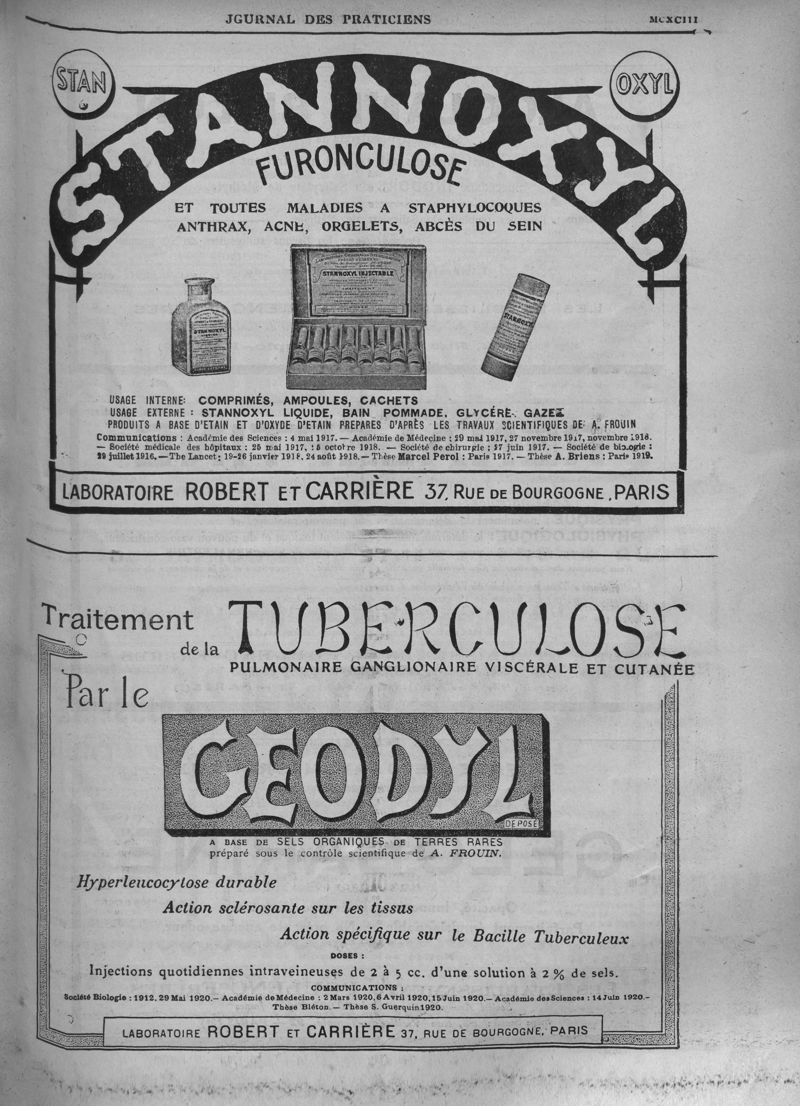 JOURNAL DES PRATICIENS MCXCIII
STAN
OXYL
STANNOXYL
FURONCULOSE
ET TOUTES MALADIES A STAPHYLOCOQUES
ANTHRAX, ACNE, ORGELETS, ABCÈS DU SEIN
STANNOXYL INJECTABLE
STANNOXYL
STANNOXYL
USAGE INTERNE: COMPRIMÉS, AMPOULES, CACHETS
USAGE EXTERNE : STANNOXYL LIQUIDE, BAIN, POMMADE, GLYCÉRÉ, GAZES
PRODUITS A BASE D'ETAIN ET D'OXYDE D'ETAIN PREPARES D'APRÈS LES TRAVAUX SCIENTIFIQUES DE: A. FROUIN
Communications : Académie des Sciences : 4 mai 1917. — Académie de Médecine : 29 mai 1917, 27 novembre 1917, novembre 1918.
— Société médicale des hôpitaux : 25 mai 1917, : 5 octobre 1918. — Société de chirurgie : 27 juin 1917. — Société de biologie :
29 juillet 1916. — The Lancet : 19-26 janvier 1918, 24 août 1918. — Thèse Marcel Perol : Paris 1917. — Thèse A. Briens : Paris 1919.
LABORATOIRE ROBERT ET CARRIÈRE 37, RUE DE BOURGOGNE, PARIS
Traitement
de la TUBERCULOSE
PULMONAIRE GANGLIONAIRE VISCÉRALE ET CUTANÉE
Par le
GEODYL
DEPOSÉ
A BASE DE SELS ORGANIQUES DE TERRES RARES
préparé sous le contrôle scientifique de A. FROUIN.
Hyperleucocytose durable
Action sclérosante sur les tissus
Action spécifique sur le Bacille Tuberculeux
DOSES :
Injections quotidiennes intraveineuses de 2 à 5 cc. d'une solution à 2 % de sels.
COMMUNICATIONS :
Société Biologie : 1912, 29 Mai 1920. — Académie de Médecine : 2 Mars 1920, 6 Avril 1920, 15 Juin 1920. — Académie des Sciences : 14 Juin 1920. —
Thèse Bléton. — Thèse S. Guerquin 1920.
LABORATOIRE ROBERT ET CARRIÈRE 37, RUE DE BOURGOGNE, PARIS